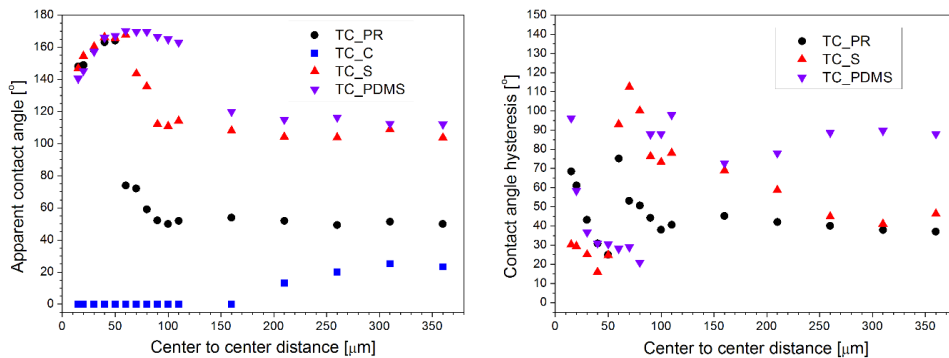 180
160
140
120
100
80
60
40
20
0
Apparent contact angle [°]
0 50 100 150 200 250 300 350
Center to center distance [μm]
TC_PR
TC_C
TC_S
TC_PDMS
150
140
130
120
110
100
90
80
70
60
50
40
30
20
10
0
Contact angle hysteresis [°]
0 50 100 150 200 250 300 350
Center to center distance [μm]
TC_PR
TC_S
TC_PDMS